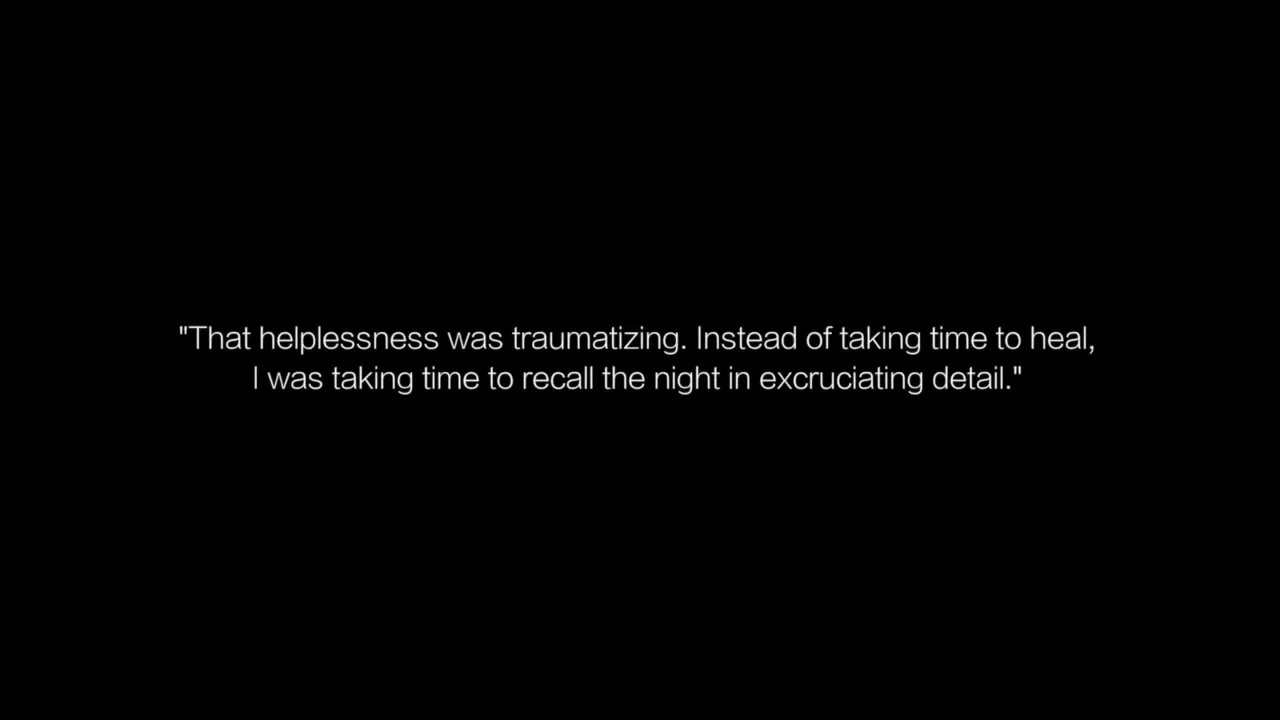 "That helplessness was traumatizing. Instead of taking time to heal,
I was taking time to recall the night in excruciating detail."